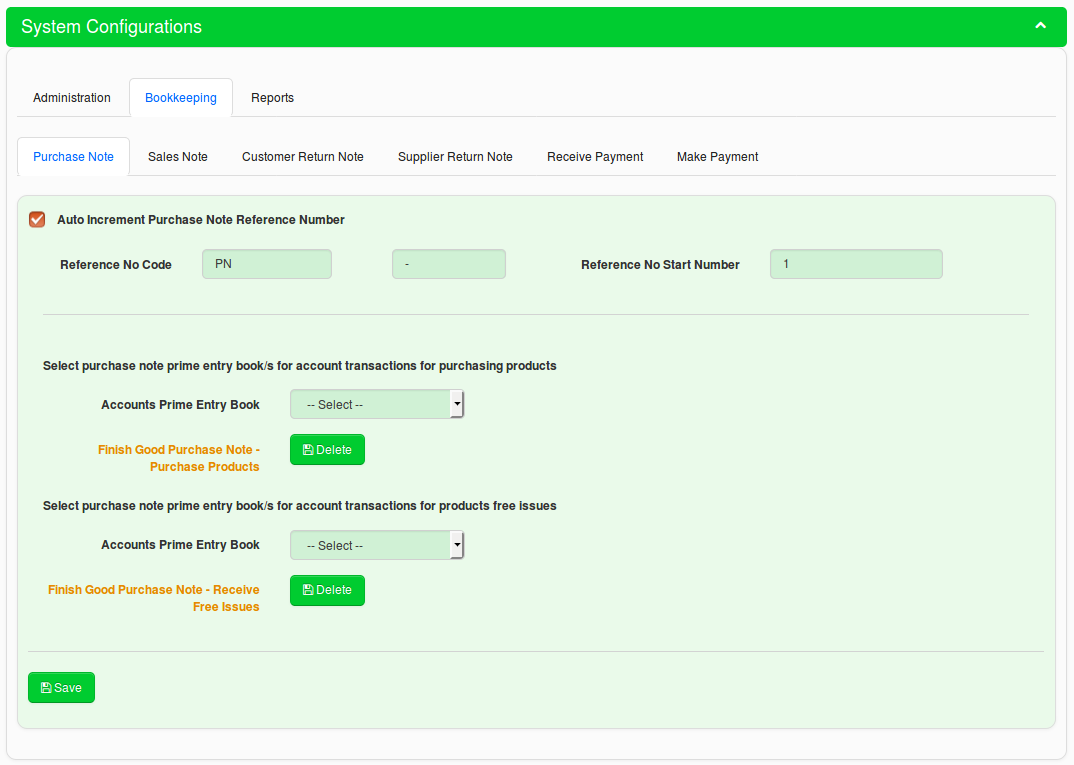 System Configurations
Administration Bookkeeping Reports
Purchase Note Sales Note Customer Return Note Supplier Return Note Receive Payment Make Payment
Auto Increment Purchase Note Reference Number
Reference No Code PN - Reference No Start Number 1
Select purchase note prime entry book/s for account transactions for purchasing products
Accounts Prime Entry Book -- Select --
Finish Good Purchase Note - Delete
Purchase Products
Select purchase note prime entry book/s for account transactions for products free issues
Accounts Prime Entry Book -- Select --
Finish Good Purchase Note - Receive Delete
Free Issues
Save